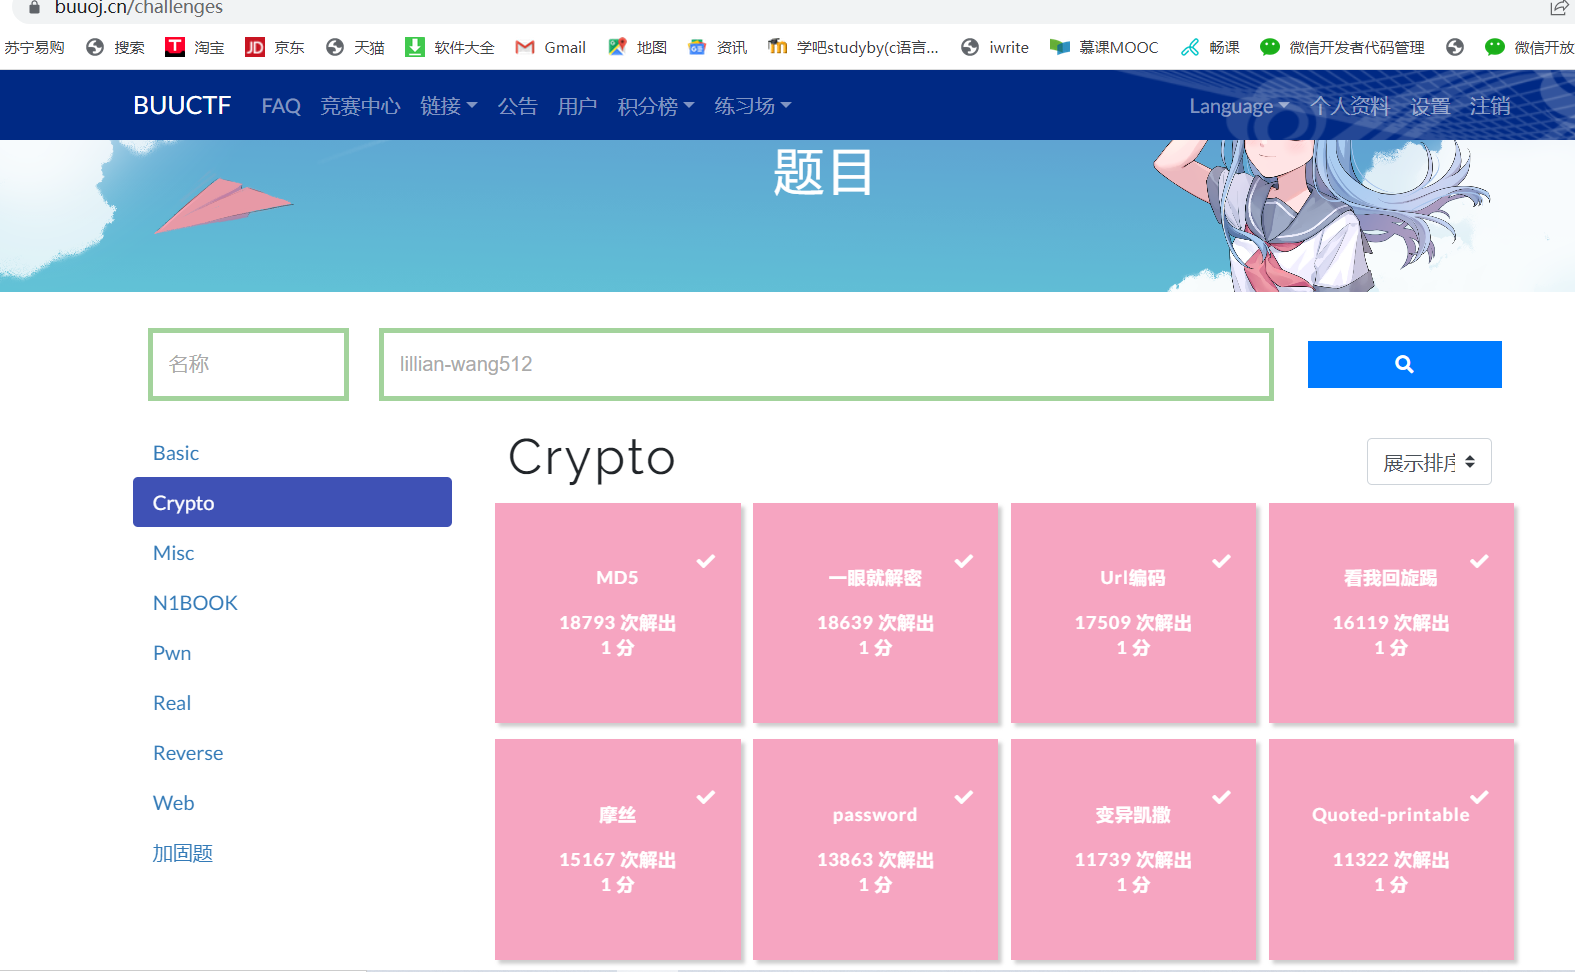 buuoj.cn/challenges
苏宁易购 搜索 淘宝 京东 天猫 软件大全 Gmail 地图 资讯 学吧studyby(c语言... iwrite 慕课MOOC 畅课 微信开发者代码管理 微信开放
BUUCTF FAQ 竞赛中心 链接 公告 用户 积分榜 练习场 Language 个人资料 设置 注销
题目
名称 lillian-wang512
Basic
Crypto
Misc
N1BOOK
Pwn
Real
Reverse
Web
加固题
Crypto
展示排序
MD5
18793 次解出
1 分
一眼就解密
18639 次解出
1 分
Url编码
17509 次解出
1 分
看我回旋踢
16119 次解出
1 分
摩丝
15167 次解出
1 分
password
13863 次解出
1 分
变异凯撒
11739 次解出
1 分
Quoted-printable
11322 次解出
1 分